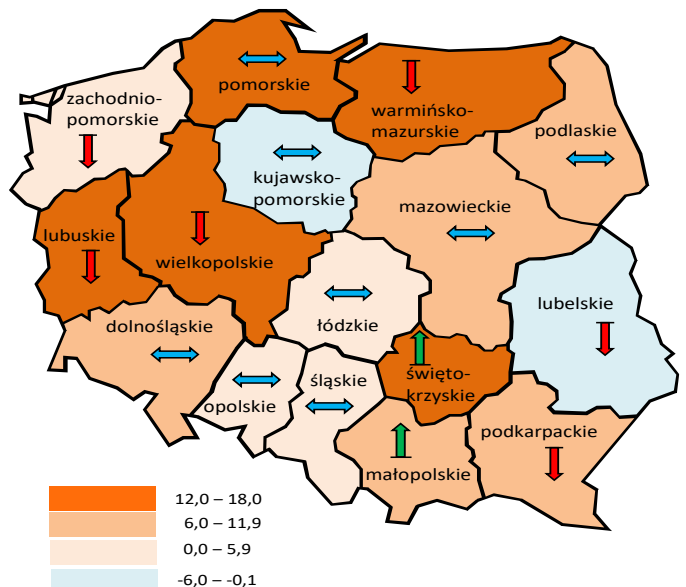 zachodnio-
pomorskie
pomorskie
warmińsko-
mazurskie
podlaskie
kujawsko-
pomorskie
mazowieckie
lubuskie
wielkopolskie
lubelskie
dolnośląskie
łódzkie
opolskie
śląskie
święto-
krzyskie
małopolskie
podkarpackie
12,0 – 18,0
6,0 – 11,9
0,0 – 5,9
-6,0 – -0,1